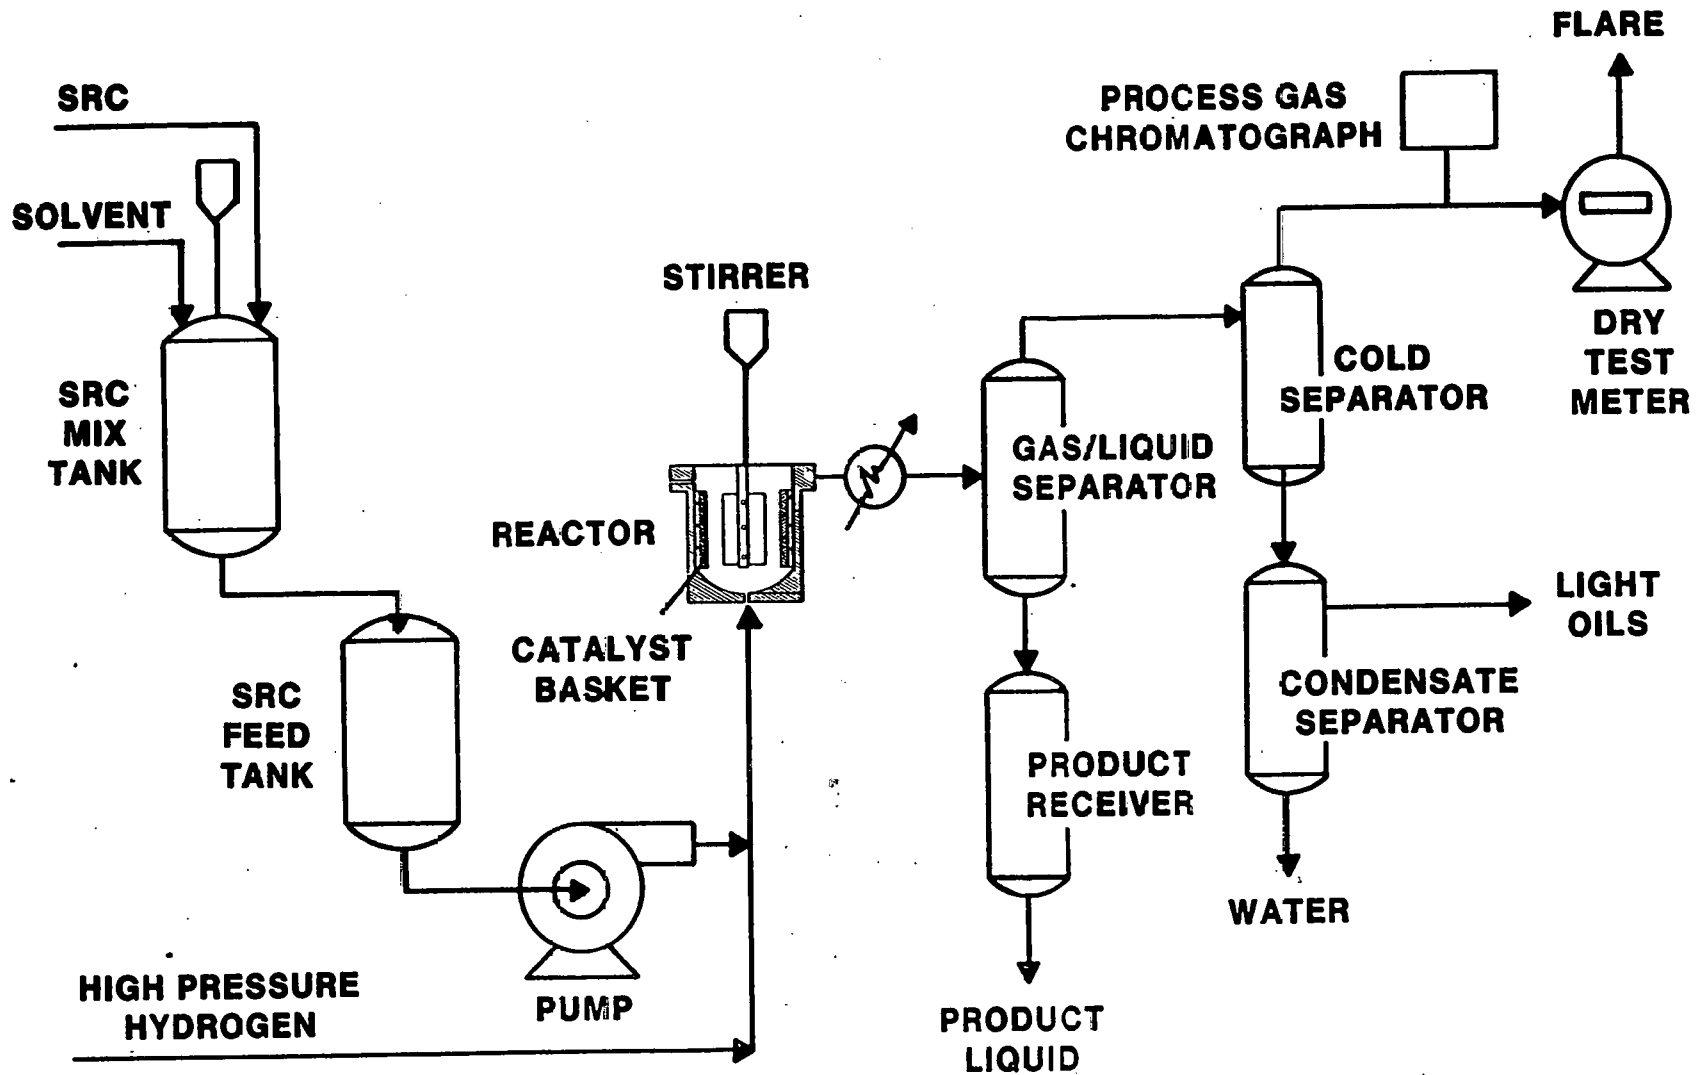 FLARE
PROCESS GAS
CHROMATOGRAPH
SRC
SOLVENT
STIRRER
DRY
TEST
METER
COLD
SEPARATOR
SRC
MIX
TANK
GAS/LIQUID
SEPARATOR
REACTOR
CATALYST
BASKET
LIGHT
OILS
SRC
FEED
TANK
CONDENSATE
SEPARATOR
PRODUCT
RECEIVER
WATER
HIGH PRESSURE
HYDROGEN
PUMP
PRODUCT
LIQUID